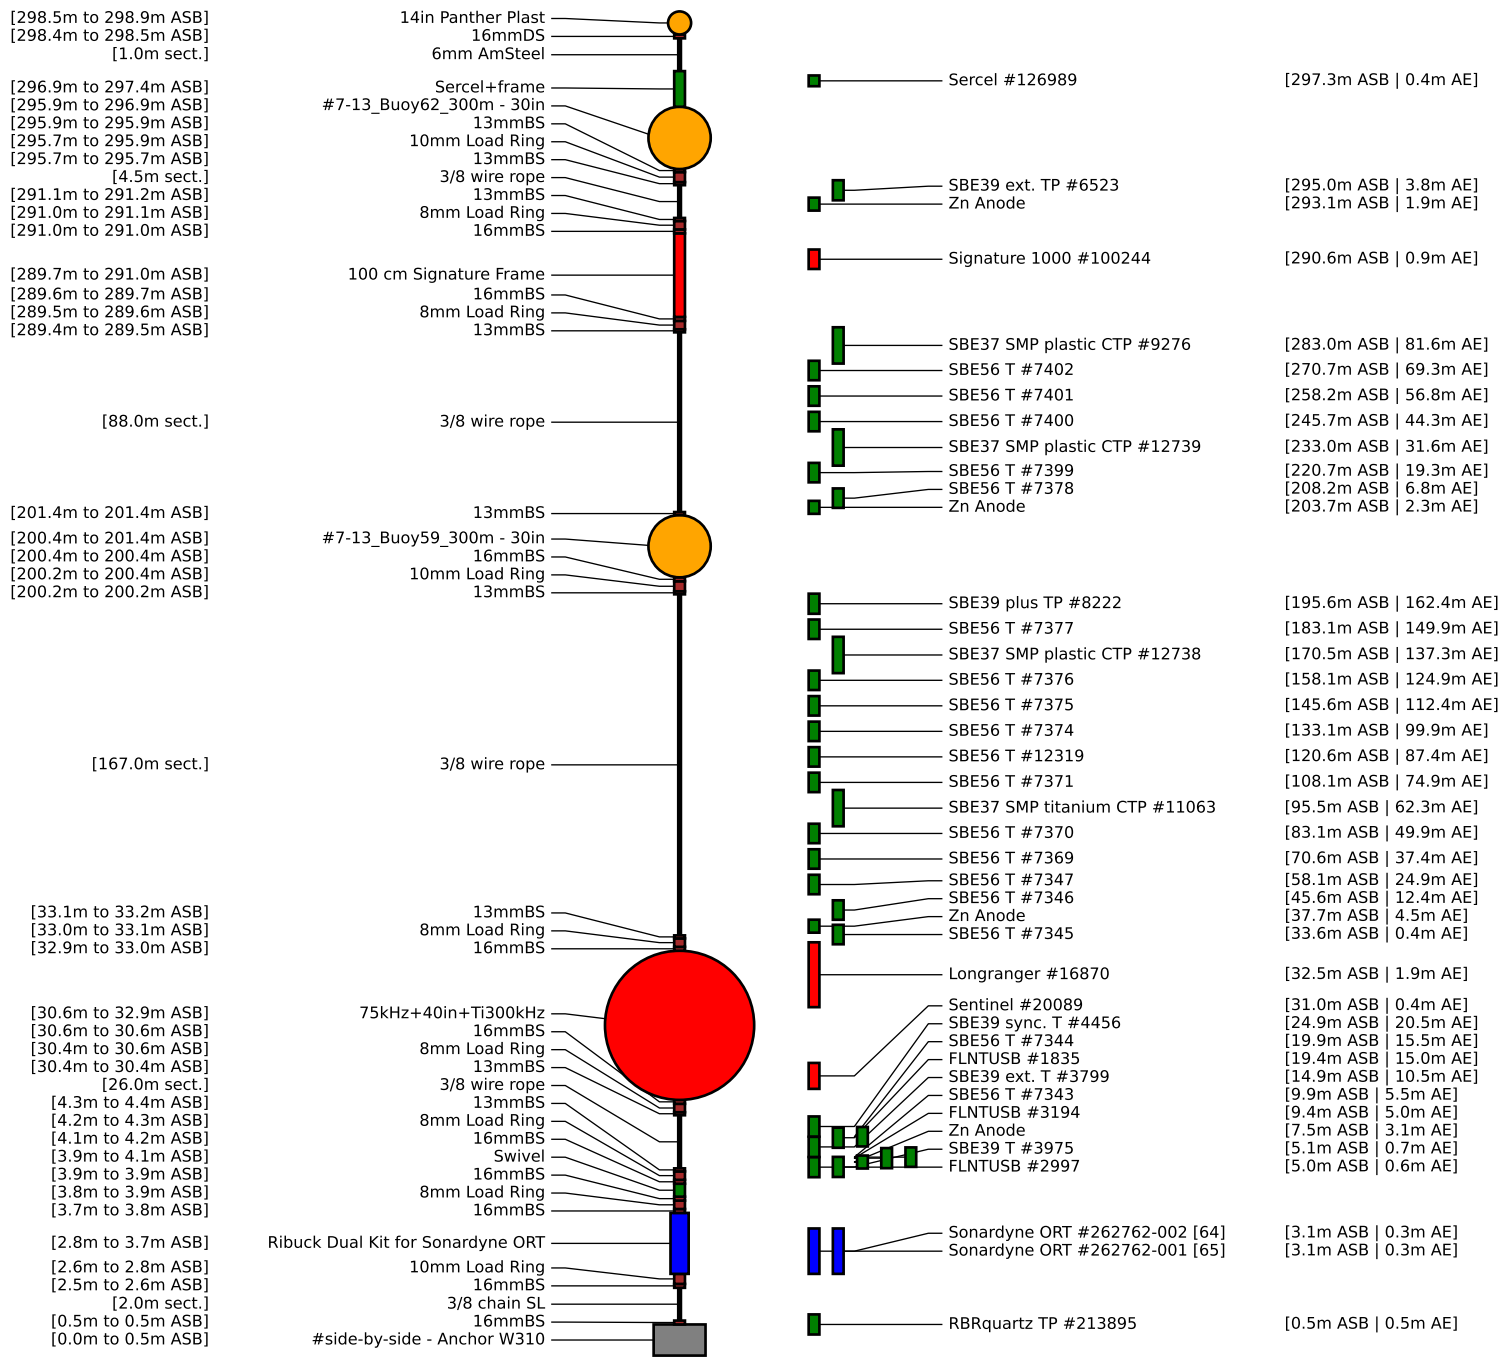 [298.5m to 298.9m ASB] 14in Panther Plast
[298.4m to 298.5m ASB] 16mmDS
[1.0m sect.] 6mm AmSteel
Sercel #126989 [297.3m ASB | 0.4m AE]
[296.9m to 297.4m ASB] Sercel+frame
[295.9m to 296.9m ASB] #7-13_Buoy62_300m - 30in
[295.9m to 295.9m ASB] 13mmBS
[295.7m to 295.9m ASB] 10mm Load Ring
[295.7m to 295.7m ASB] 13mmBS
[4.5m sect.] 3/8 wire rope
SBE39 ext. TP #6523 [295.0m ASB | 3.8m AE]
[291.1m to 291.2m ASB] 13mmBS
Zn Anode [293.1m ASB | 1.9m AE]
[291.0m to 291.1m ASB] 8mm Load Ring
[291.0m to 291.0m ASB] 16mmBS
Signature 1000 #100244 [290.6m ASB | 0.9m AE]
[289.7m to 291.0m ASB] 100 cm Signature Frame
[289.6m to 289.7m ASB] 16mmBS
[289.5m to 289.6m ASB] 8mm Load Ring
[289.4m to 289.5m ASB] 13mmBS
SBE37 SMP plastic CTP #9276 [283.0m ASB | 81.6m AE]
SBE56 T #7402 [270.7m ASB | 69.3m AE]
SBE56 T #7401 [258.2m ASB | 56.8m AE]
[88.0m sect.] 3/8 wire rope SBE56 T #7400 [245.7m ASB | 44.3m AE]
SBE37 SMP plastic CTP #12739 [233.0m ASB | 31.6m AE]
SBE56 T #7399 [220.7m ASB | 19.3m AE]
SBE56 T #7378 [208.2m ASB | 6.8m AE]
Zn Anode [203.7m ASB | 2.3m AE]
[201.4m to 201.4m ASB] 13mmBS
[200.4m to 201.4m ASB] #7-13_Buoy59_300m - 30in
[200.4m to 200.4m ASB] 16mmBS
[200.2m to 200.4m ASB] 10mm Load Ring
[200.2m to 200.2m ASB] 13mmBS
SBE39 plus TP #8222 [195.6m ASB | 162.4m AE]
SBE56 T #7377 [183.1m ASB | 149.9m AE]
SBE37 SMP plastic CTP #12738 [170.5m ASB | 137.3m AE]
SBE56 T #7376 [158.1m ASB | 124.9m AE]
SBE56 T #7375 [145.6m ASB | 112.4m AE]
SBE56 T #7374 [133.1m ASB | 99.9m AE]
SBE56 T #12319 [120.6m ASB | 87.4m AE]
[167.0m sect.] 3/8 wire rope
SBE56 T #7371 [108.1m ASB | 74.9m AE]
SBE37 SMP titanium CTP #11063 [95.5m ASB | 62.3m AE]
SBE56 T #7370 [83.1m ASB | 49.9m AE]
SBE56 T #7369 [70.6m ASB | 37.4m AE]
SBE56 T #7347 [58.1m ASB | 24.9m AE]
SBE56 T #7346 [45.6m ASB | 12.4m AE]
[33.1m to 33.2m ASB] 13mmBS
Zn Anode [37.7m ASB | 4.5m AE]
[33.0m to 33.1m ASB] 8mm Load Ring
SBE56 T #7345 [33.6m ASB | 0.4m AE]
[32.9m to 33.0m ASB] 16mmBS
Longranger #16870 [32.5m ASB | 1.9m AE]
Sentinel #20089 [31.0m ASB | 0.4m AE]
[30.6m to 32.9m ASB] 75kHz+40in+Ti300kHz
SBE39 sync. T #4456 [24.9m ASB | 20.5m AE]
[30.6m to 30.6m ASB] 16mmBS
SBE56 T #7344 [19.9m ASB | 15.5m AE]
[30.4m to 30.6m ASB] 8mm Load Ring
FLNTUSB #1835 [19.4m ASB | 15.0m AE]
[30.4m to 30.4m ASB] 13mmBS
SBE39 ext. T #3799 [14.9m ASB | 10.5m AE]
[26.0m sect.] 3/8 wire rope
SBE56 T #7343 [9.9m ASB | 5.5m AE]
[4.3m to 4.4m ASB] 13mmBS
FLNTUSB #3194 [9.4m ASB | 5.0m AE]
[4.2m to 4.3m ASB] 8mm Load Ring
Zn Anode [7.5m ASB | 3.1m AE]
[4.1m to 4.2m ASB] 16mmBS
SBE39 T #3975 [5.1m ASB | 0.7m AE]
[3.9m to 4.1m ASB] Swivel
FLNTUSB #2997 [5.0m ASB | 0.6m AE]
[3.9m to 3.9m ASB] 16mmBS
[3.8m to 3.9m ASB] 8mm Load Ring
[3.7m to 3.8m ASB] 16mmBS
Sonardyne ORT #262762-002 [64] [3.1m ASB | 0.3m AE]
[2.8m to 3.7m ASB] Ribuck Dual Kit for Sonardyne ORT
Sonardyne ORT #262762-001 [65] [3.1m ASB | 0.3m AE]
[2.6m to 2.8m ASB] 10mm Load Ring
[2.5m to 2.6m ASB] 16mmBS
[2.0m sect.] 3/8 chain SL
[0.5m to 0.5m ASB] 16mmBS
RBRquartz TP #213895 [0.5m ASB | 0.5m AE]
[0.0m to 0.5m ASB] #side-by-side - Anchor W310